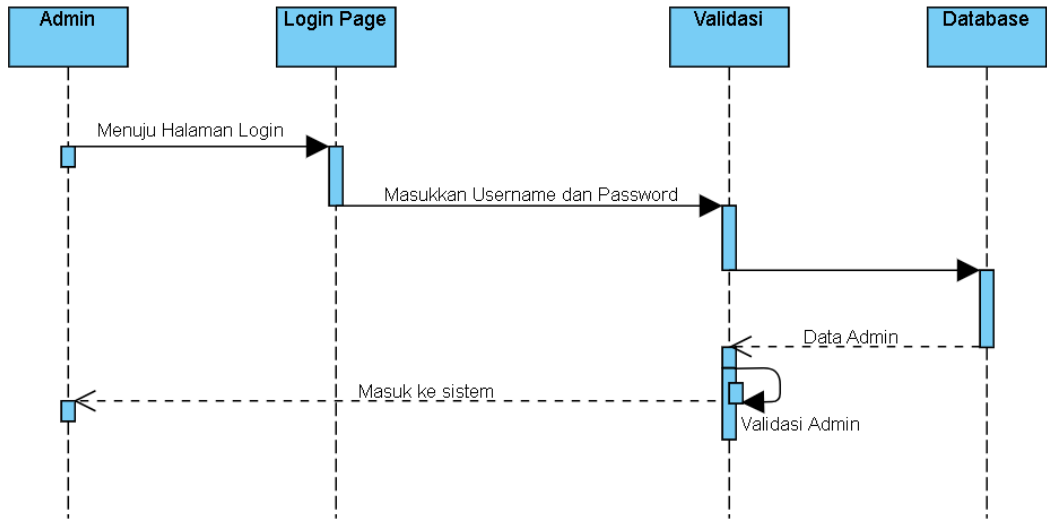 Admin
Login Page
Validasi
Database
Menuju Halaman Login
Masukkan Username dan Password
Data Admin
Masuk ke sistem
Validasi Admin